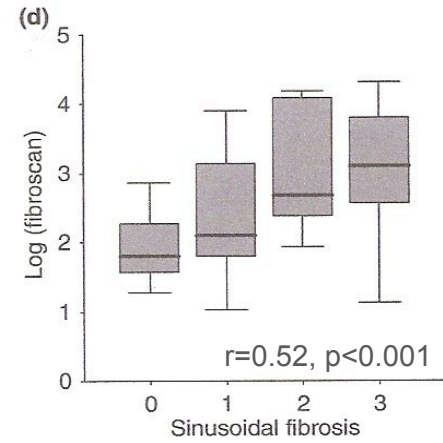 (d)
5
4
3
2
1
0
Log (fibroscan)
r=0.52, p<0.001
0 1 2 3
Sinusoidal fibrosis